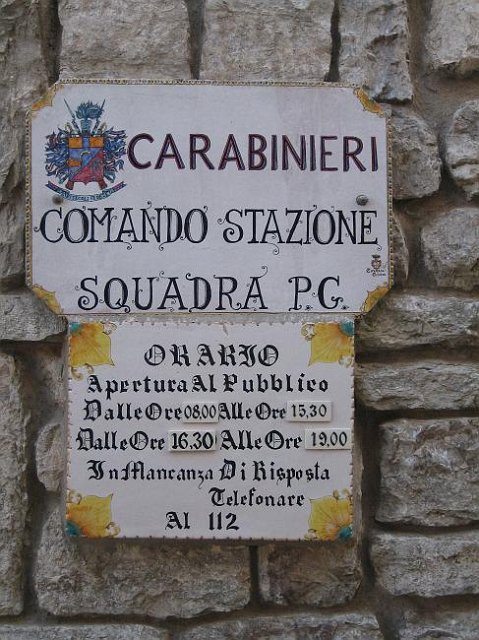 CARABINIERI
COMANDO STAZIONE
SQUADRA P.G.
ORARIO
Apertura Al Pubblico
Dalle Ore 08,00 Alle Ore 15,30
Dalle Ore 16.30 Alle Ore 19.00
In Mancanza Di Risposta
Telefonare
Al 112